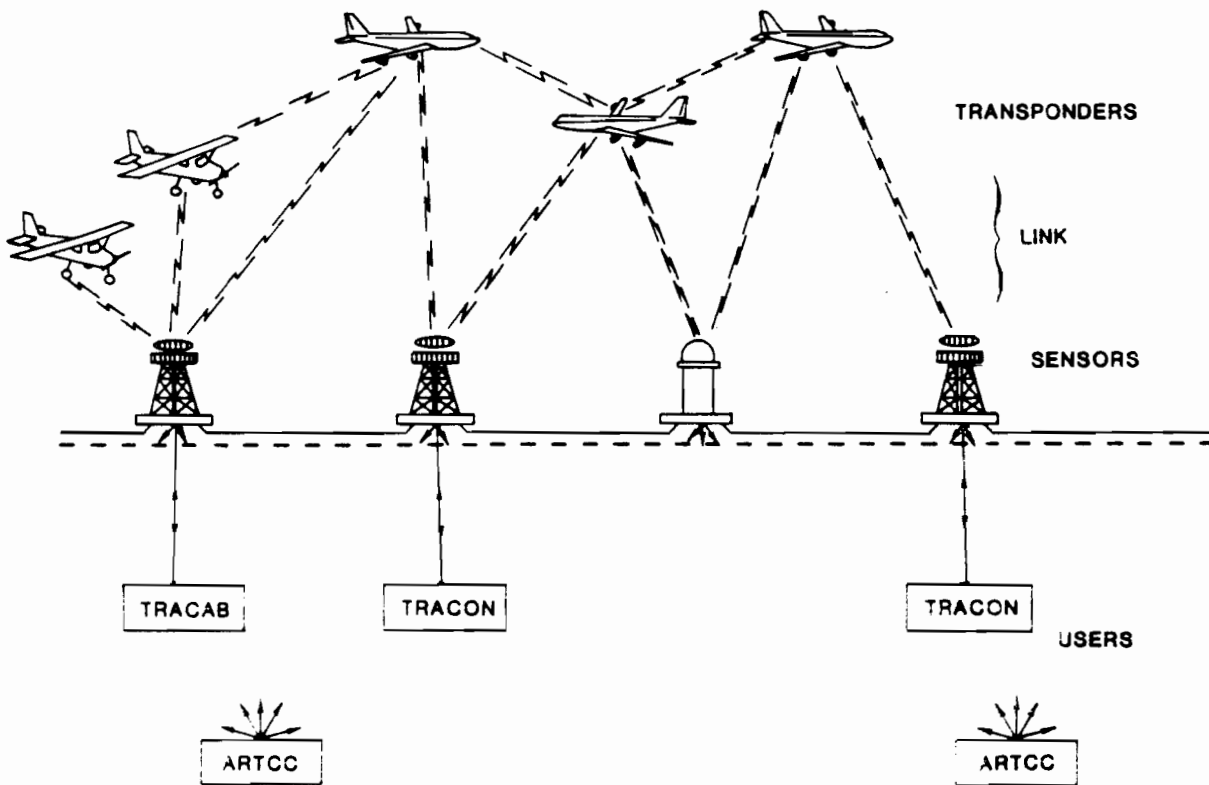 TRANSPONDERS
LINK
SENSORS
TRACAB
TRACON
TRACON
USERS
ARTCC
ARTCC